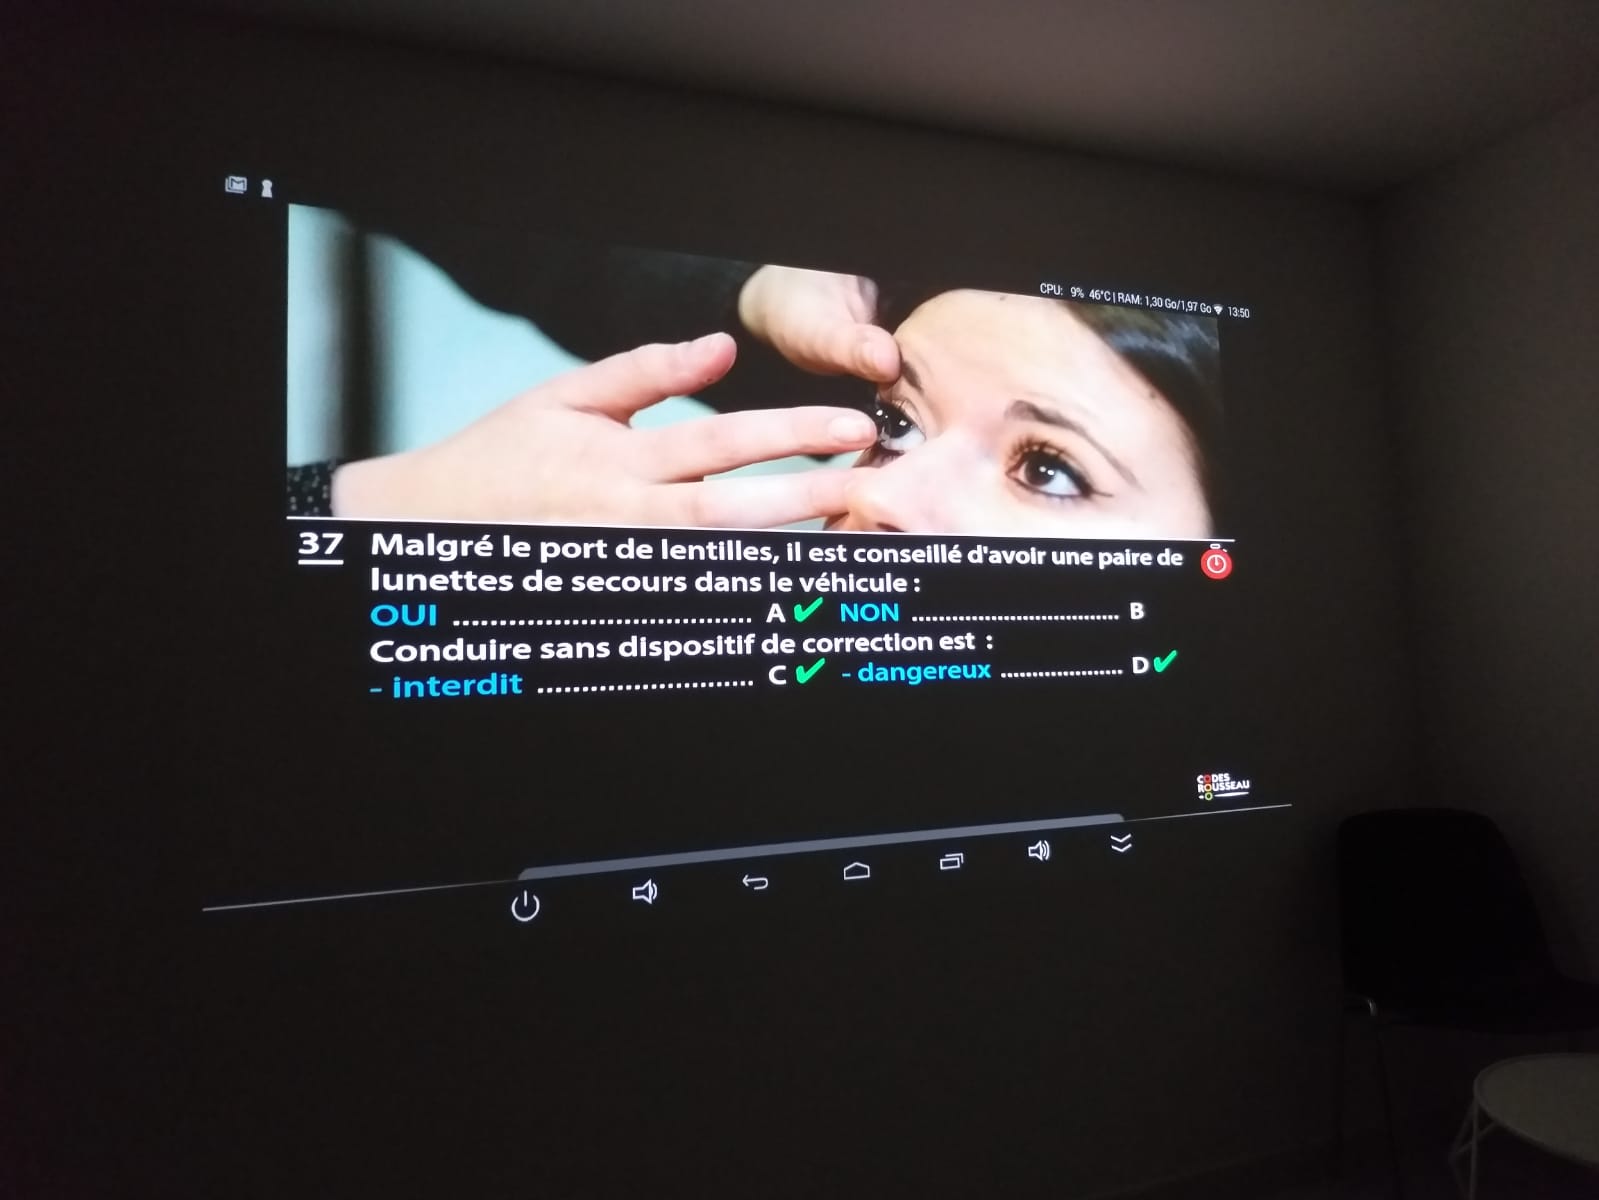 CPU: 9% 46°C | RAM: 1,30 Go/1,97 Go 13:50
37 Malgré le port de lentilles, il est conseillé d'avoir une paire de
lunettes de secours dans le véhicule :
OUI .................................. A ✔ NON .................................. B
Conduire sans dispositif de correction est :
- interdit ........................... C ✔ - dangereux .................... D ✔
CODES
ROUSSEAU